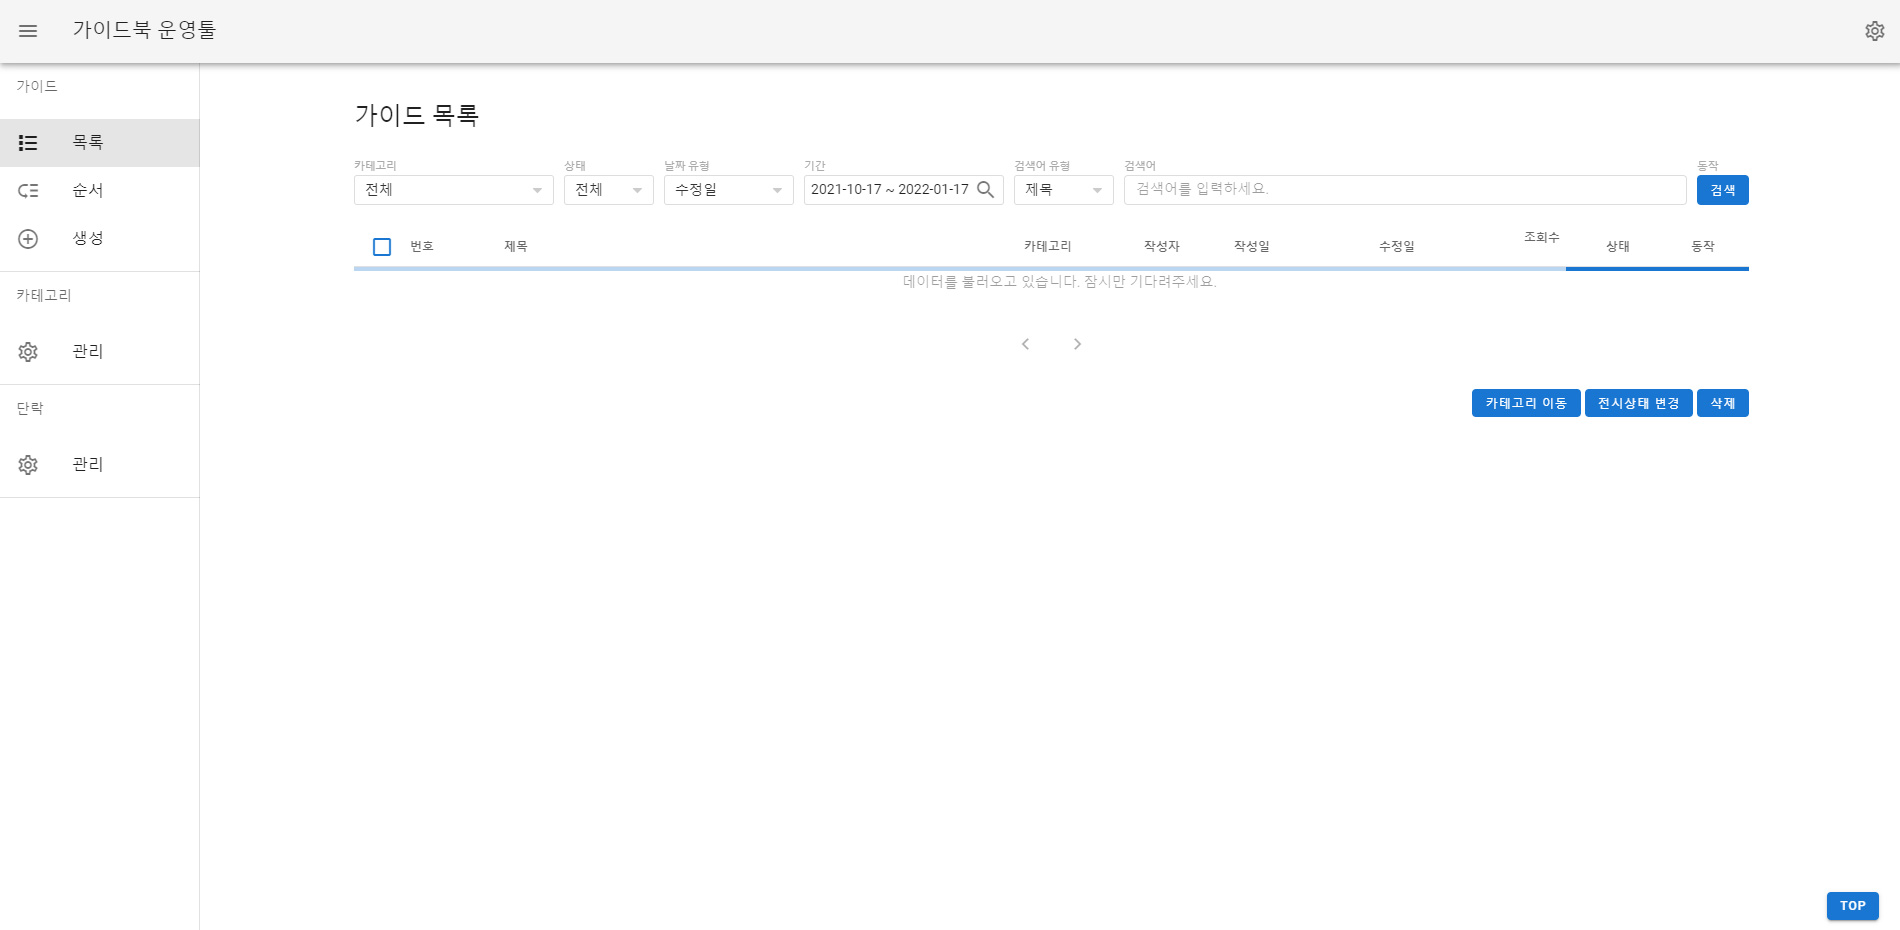 가이드북 운영툴
가이드
목록
순서
생성
카테고리
관리
단락
관리
가이드 목록
카테고리 상태 날짜 유형 기간 검색어 유형 검색어 동작
전체 전체 수정일 2021-10-17 ~ 2022-01-17 제목 검색어를 입력하세요. 검색
번호 제목 카테고리 작성자 작성일 수정일 조회수 상태 동작
데이터를 불러오고 있습니다. 잠시만 기다려주세요.
카테고리 이동 전시상태 변경 삭제
TOP